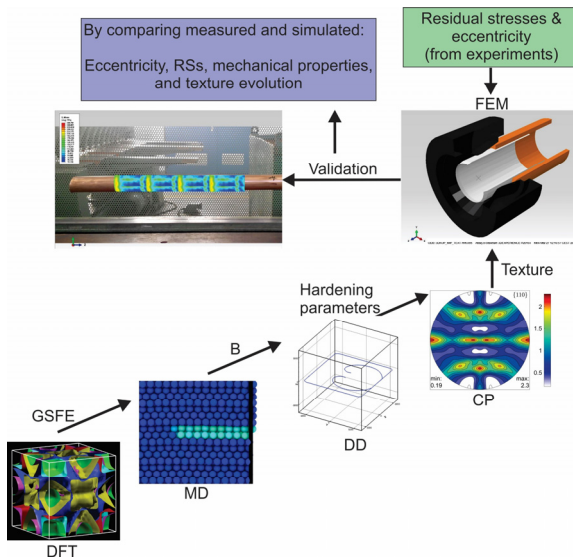 By comparing measured and simulated:
Eccentricity, RSs, mechanical properties,
and texture evolution
Residual stresses &
eccentricity
(from experiments)
FEM
Validation
Texture
Hardening
parameters
{110}
2
1.5
1
0.5
min:
0.19
max:
2.3
CP
B
DD
GSFE
MD
DFT